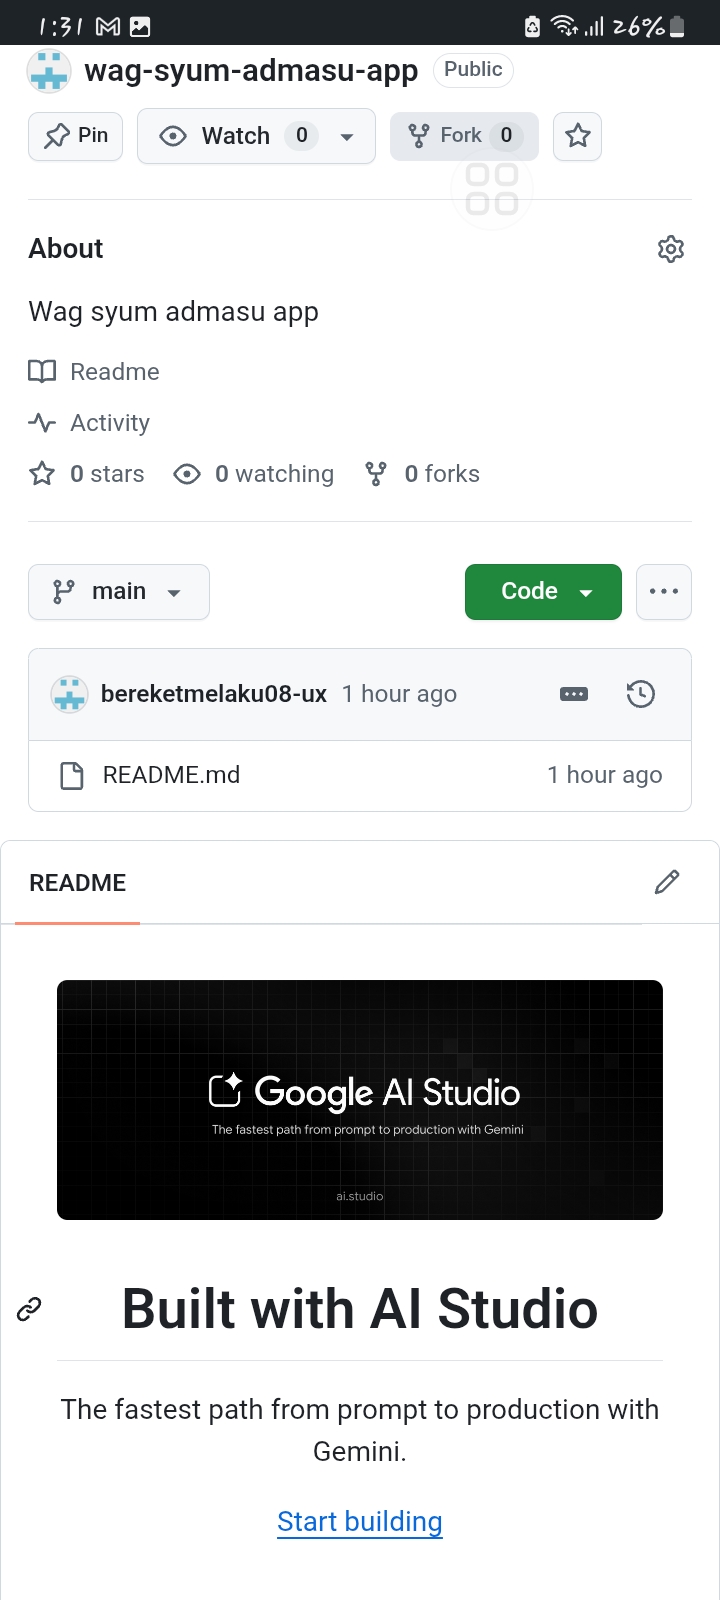 1:31 26%
wag-syum-admasu-app Public
Pin Watch 0 Fork 0
About
Wag syum admasu app
Readme
Activity
0 stars 0 watching 0 forks
main Code
bereketmelaku08-ux 1 hour ago
README.md 1 hour ago
README
Google AI Studio
The fastest path from prompt to production with Gemini
ai.studio
Built with AI Studio
The fastest path from prompt to production with
Gemini.
Start building